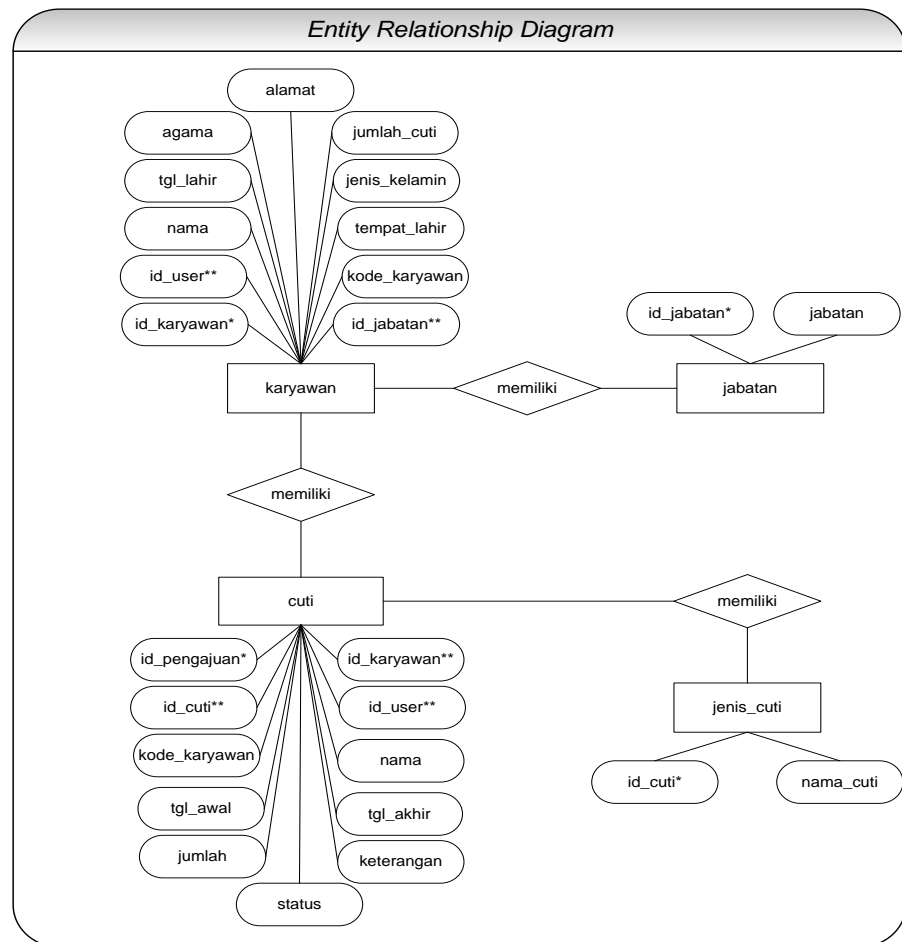 Entity Relationship Diagram
alamat
agama
jumlah_cuti
tgl_lahir
jenis_kelamin
nama
tempat_lahir
id_user**
kode_karyawan
id_karyawan*
id_jabatan**
id_jabatan*
jabatan
karyawan
memiliki
jabatan
memiliki
cuti
memiliki
id_pengajuan*
id_karyawan**
id_cuti**
id_user**
jenis_cuti
kode_karyawan
nama
id_cuti*
nama_cuti
tgl_awal
tgl_akhir
jumlah
keterangan
status